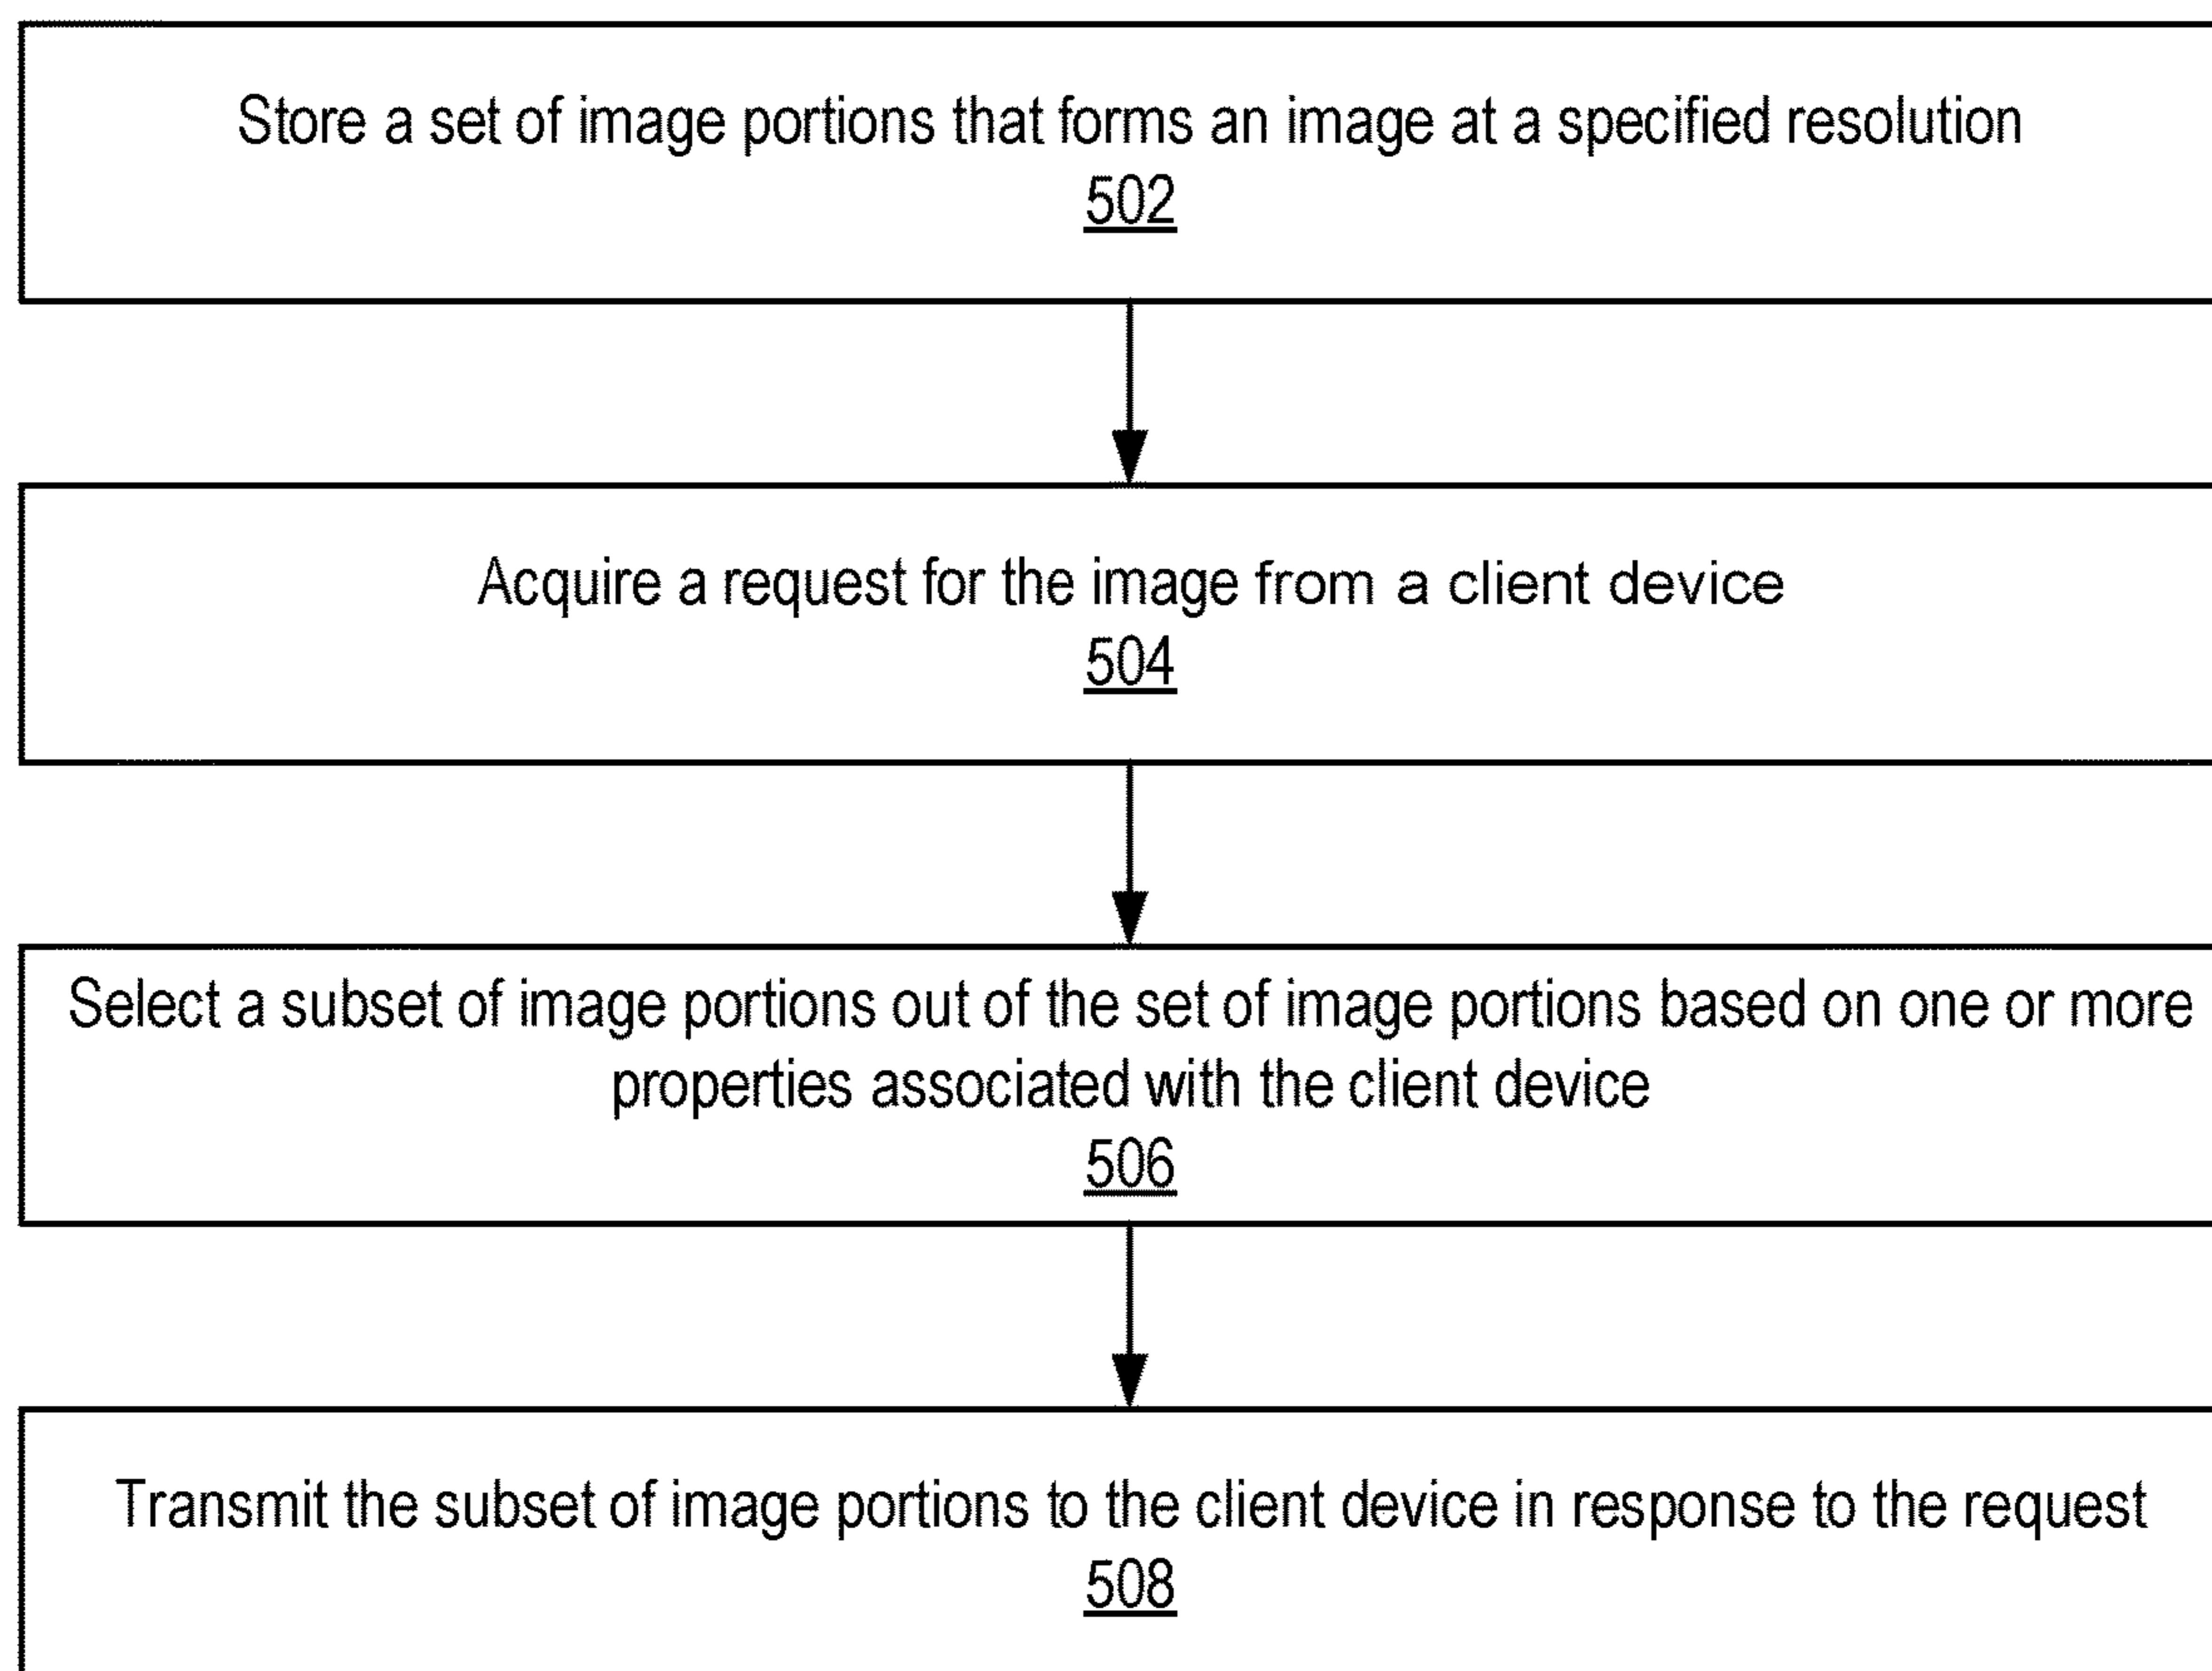 Store a set of image portions that forms an image at a specified resolution
502
Acquire a request for the image from a client device
504
Select a subset of image portions out of the set of image portions based on one or more
properties associated with the client device
506
Transmit the subset of image portions to the client device in response to the request
508